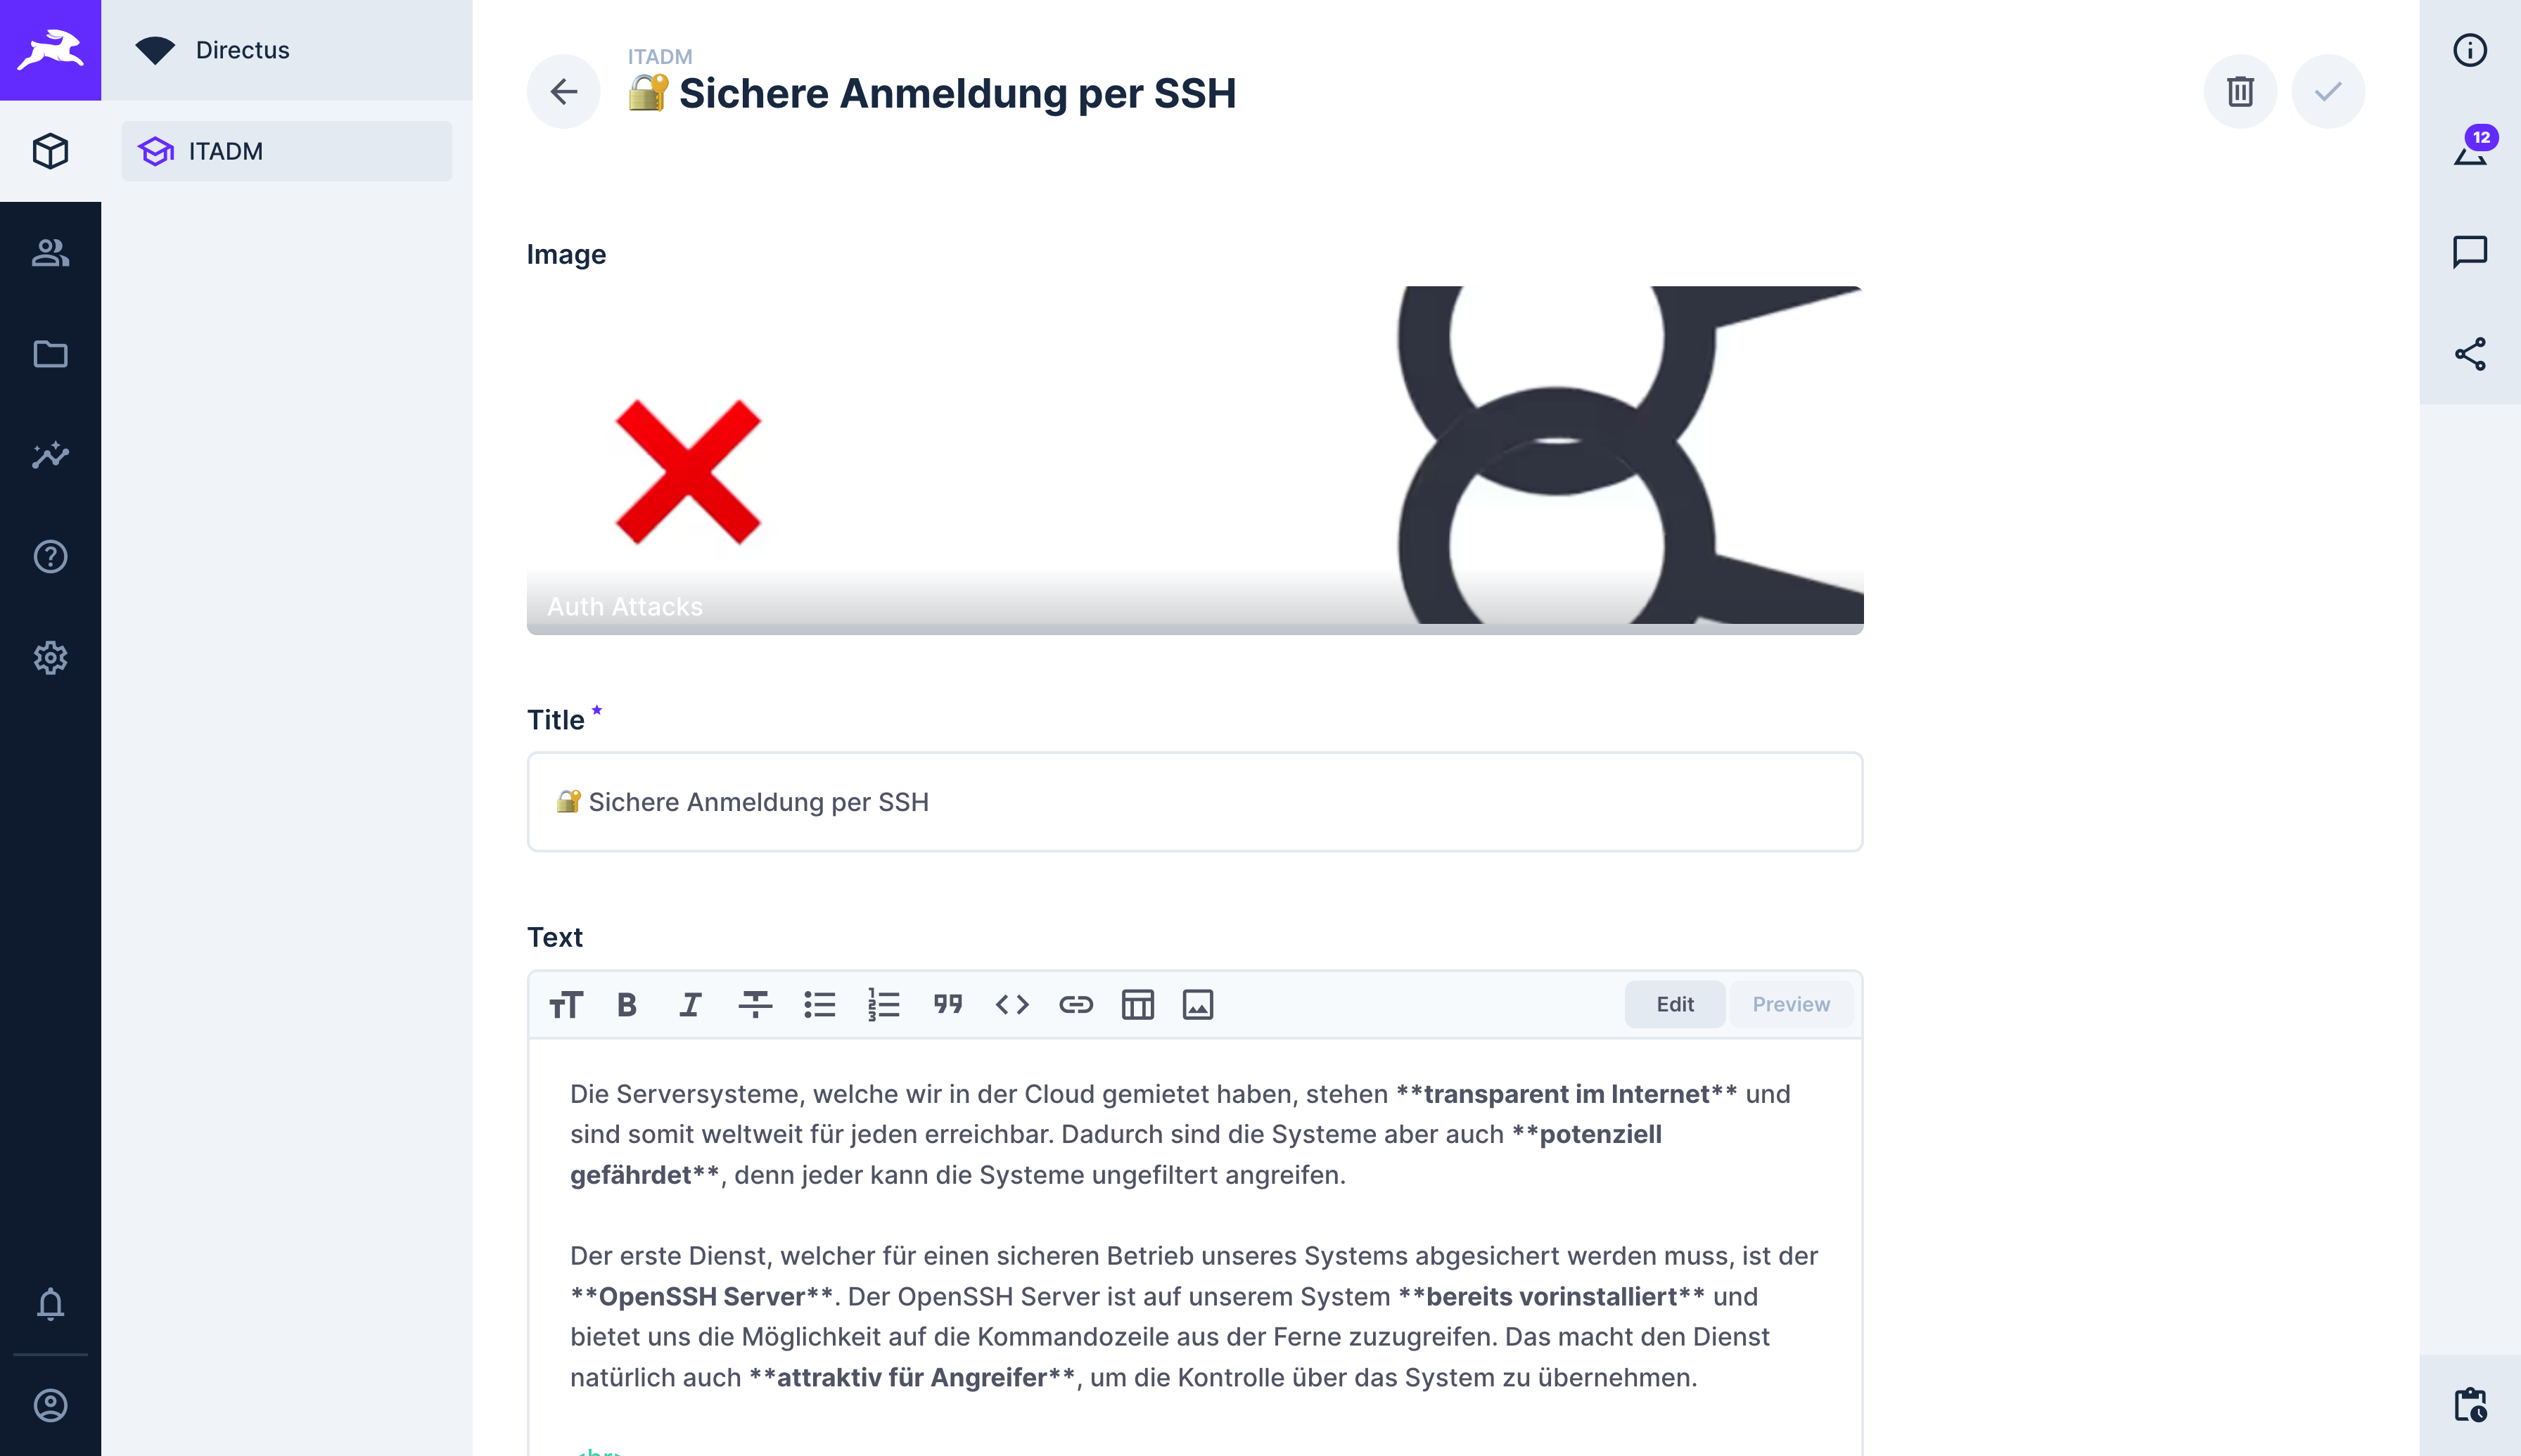 Directus
ITADM
ITADM
🔐 Sichere Anmeldung per SSH
12
Image
Auth Attacks
Title *
🔐 Sichere Anmeldung per SSH
Text
Edit
Preview
Die Serversysteme, welche wir in der Cloud gemietet haben, stehen **transparent im Internet** und
sind somit weltweit für jeden erreichbar. Dadurch sind die Systeme aber auch **potenziell
gefährdet**, denn jeder kann die Systeme ungefiltert angreifen.
Der erste Dienst, welcher für einen sicheren Betrieb unseres Systems abgesichert werden muss, ist der
**OpenSSH Server**. Der OpenSSH Server ist auf unserem System **bereits vorinstalliert** und
bietet uns die Möglichkeit auf die Kommandozeile aus der Ferne zuzugreifen. Das macht den Dienst
natürlich auch **attraktiv für Angreifer**, um die Kontrolle über das System zu übernehmen.
<br>